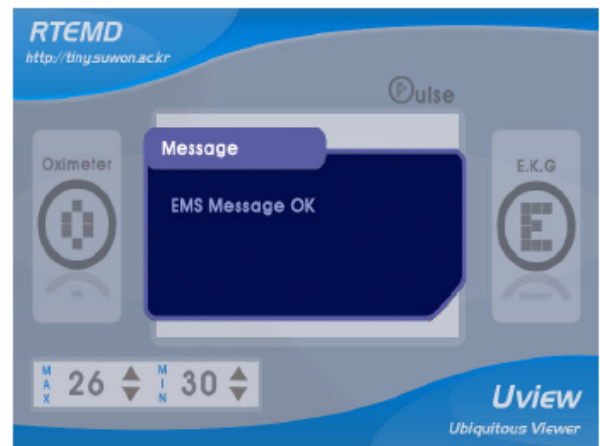 RTEMD
http://tiny.suwon.ac.kr
Pulse
Message
Oximeter
E.K.G
O
E
EMS Message OK
MAX 26 MIN 30
Uview
Ubiquitous Viewer